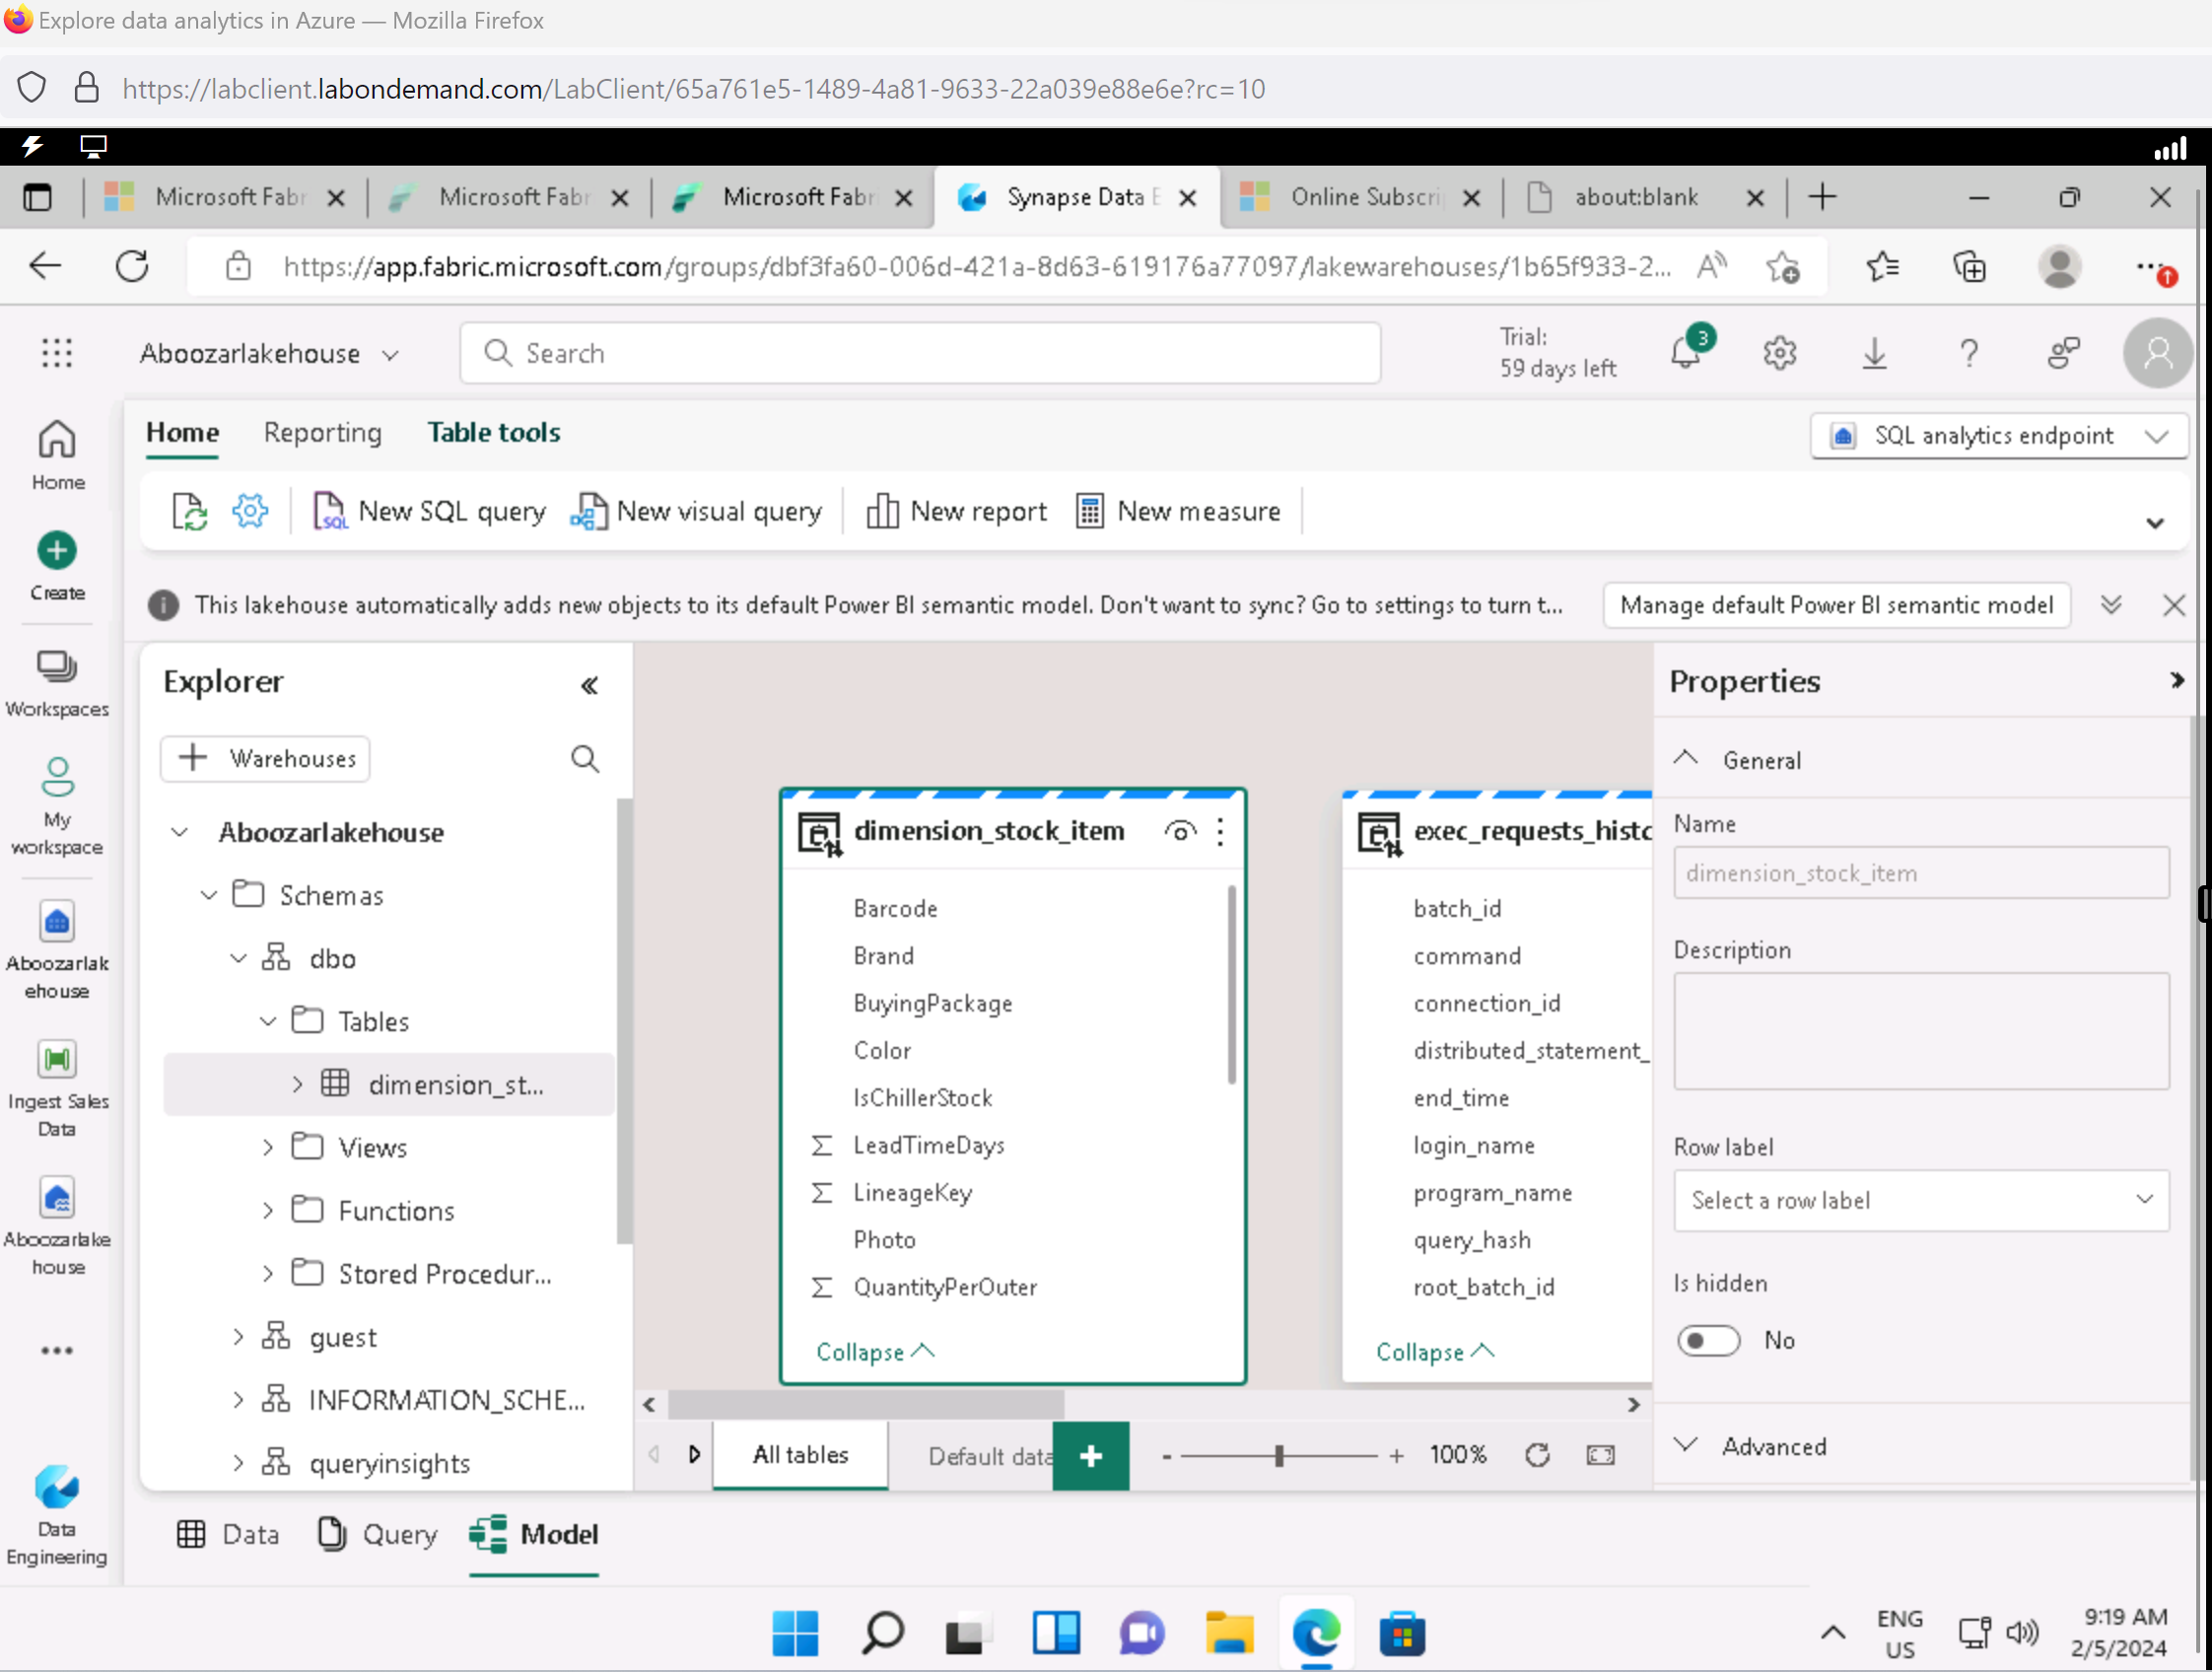 Explore data analytics in Azure — Mozilla Firefox
https://labclient.labondemand.com/LabClient/65a761e5-1489-4a81-9633-22a039e88e6e?rc=10
Microsoft Fabr
Microsoft Fabr
Microsoft Fabr
Synapse Data E
Online Subscri
about:blank
https://app.fabric.microsoft.com/groups/dbf3fa60-006d-421a-8d63-619176a77097/lakewarehouses/1b65f933-2...
Aboozarlakehouse
Search
Trial:
59 days left
3
Home
Reporting
Table tools
SQL analytics endpoint
New SQL query
New visual query
New report
New measure
This lakehouse automatically adds new objects to its default Power BI semantic model. Don't want to sync? Go to settings to turn t...
Manage default Power BI semantic model
Home
Create
Workspaces
My
workspace
Aboozarlak
ehouse
Ingest Sales
Data
Aboozarlake
house
Data
Engineering
Explorer
Warehouses
Aboozarlakehouse
Schemas
dbo
Tables
dimension_st...
Views
Functions
Stored Procedur...
guest
INFORMATION_SCHE...
queryinsights
dimension_stock_item
Barcode
Brand
BuyingPackage
Color
IsChillerStock
LeadTimeDays
LineageKey
Photo
QuantityPerOuter
Collapse
exec_requests_histo
batch_id
command
connection_id
distributed_statement_
end_time
login_name
program_name
query_hash
root_batch_id
Collapse
All tables
Default data
100%
Properties
General
Name
dimension_stock_item
Description
Row label
Select a row label
Is hidden
No
Advanced
Data
Query
Model
ENG
US
9:19 AM
2/5/2024